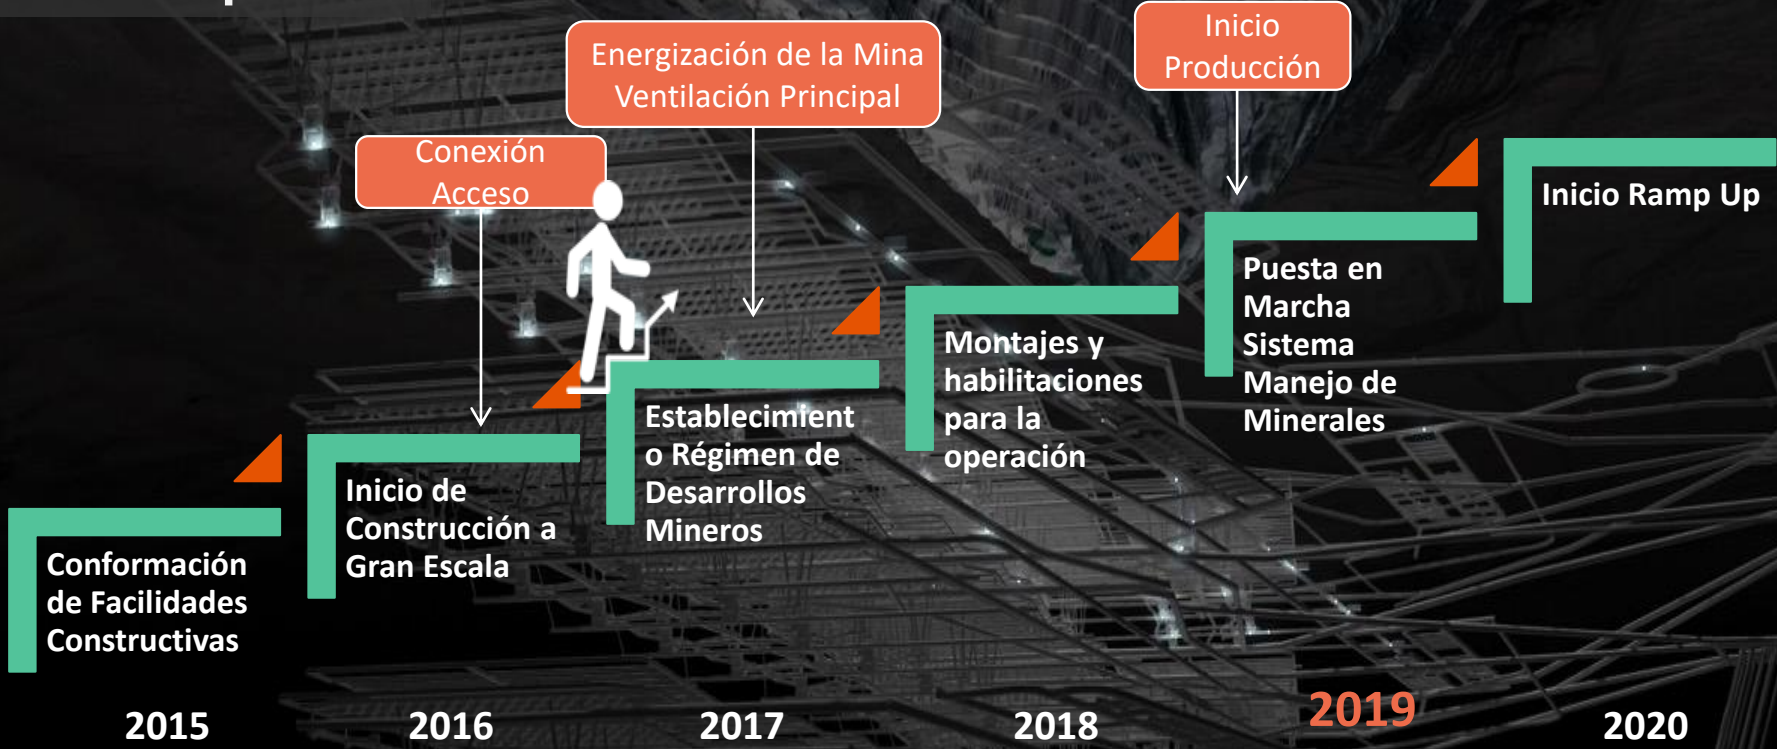 Energización de la Mina
Ventilación Principal
Inicio
Producción
Conexión
Acceso
Conformación
de Facilidades
Constructivas
Inicio de
Construcción a
Gran Escala
Establecimient
o Régimen de
Desarrollos
Mineros
Montajes y
habilitaciones
para la
operación
Puesta en
Marcha
Sistema
Manejo de
Minerales
Inicio Ramp Up
2015
2016
2017
2018
2019
2020